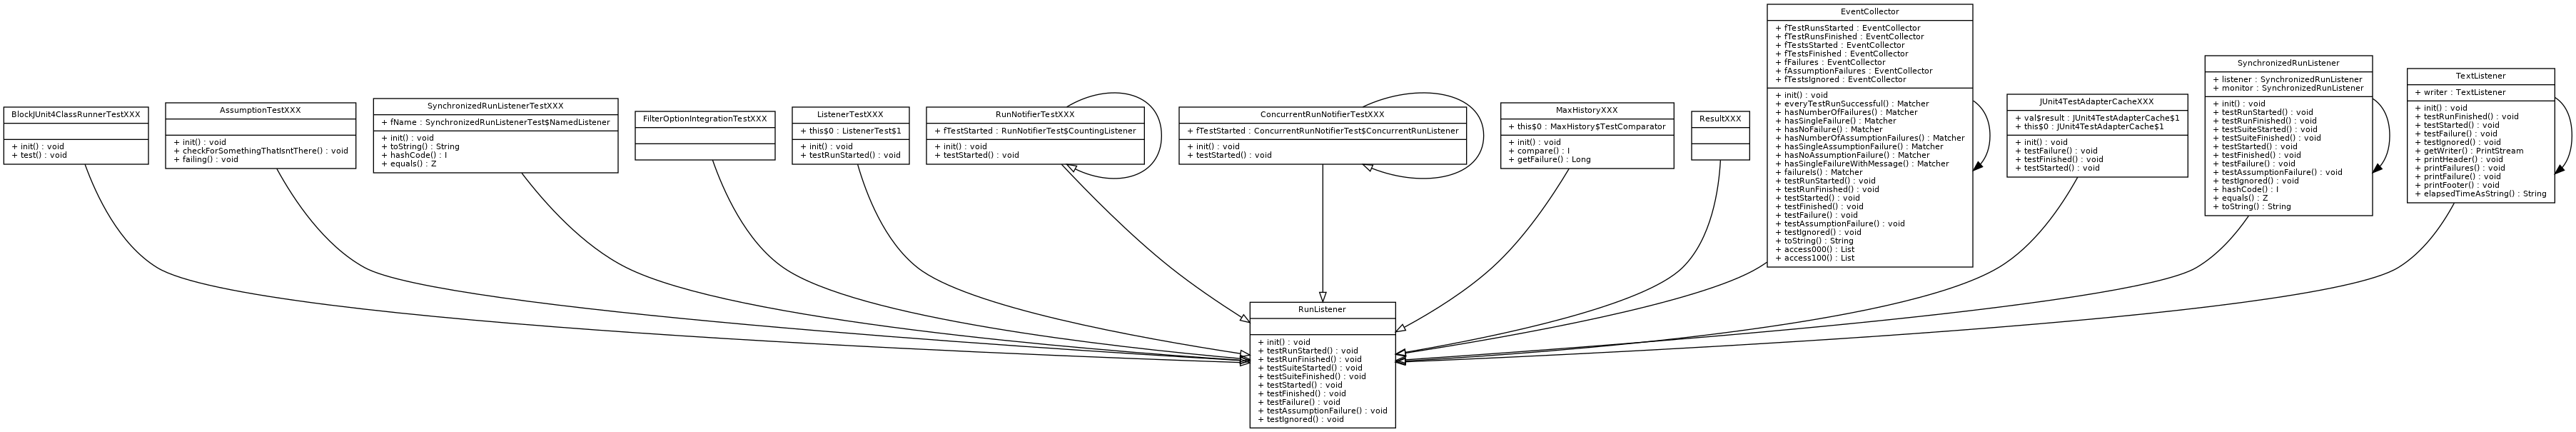 BlockJUnit4ClassRunnerTestXXX
+ init() : void
+ test() : void
AssumptionTestXXX
+ init() : void
+ checkForSomethingThatIsntThere() : void
+ failing() : void
SynchronizedRunListenerTestXXX
+ fName : SynchronizedRunListenerTest$NamedListener
+ init() : void
+ toString() : String
+ hashCode() : I
+ equals() : Z
FilterOptionIntegrationTestXXX
ListenerTestXXX
+ this$0 : ListenerTest$1
+ init() : void
+ testRunStarted() : void
RunNotifierTestXXX
+ fTestStarted : RunNotifierTest$CountingListener
+ init() : void
+ testStarted() : void
ConcurrentRunNotifierTestXXX
+ fTestStarted : ConcurrentRunNotifierTest$ConcurrentRunListener
+ init() : void
+ testStarted() : void
MaxHistoryXXX
+ this$0 : MaxHistory$TestComparator
+ init() : void
+ compare() : I
+ getFailure() : Long
ResultXXX
EventCollector
+ fTestRunsStarted : EventCollector
+ fTestRunsFinished : EventCollector
+ fTestsStarted : EventCollector
+ fTestsFinished : EventCollector
+ fFailures : EventCollector
+ fAssumptionFailures : EventCollector
+ fTestsIgnored : EventCollector
+ init() : void
+ everyTestRunSuccessful() : Matcher
+ hasNumberOfFailures() : Matcher
+ hasSingleFailure() : Matcher
+ hasNoFailure() : Matcher
+ hasNumberOfAssumptionFailures() : Matcher
+ hasSingleAssumptionFailure() : Matcher
+ hasNoAssumptionFailure() : Matcher
+ hasSingleFailureWithMessage() : Matcher
+ failureIs() : Matcher
+ testRunStarted() : void
+ testRunFinished() : void
+ testStarted() : void
+ testFinished() : void
+ testFailure() : void
+ testAssumptionFailure() : void
+ testIgnored() : void
+ toString() : String
+ access000() : List
+ access100() : List
JUnit4TestAdapterCacheXXX
+ val$result : JUnit4TestAdapterCache$1
+ this$0 : JUnit4TestAdapterCache$1
+ init() : void
+ testFailure() : void
+ testFinished() : void
+ testStarted() : void
SynchronizedRunListener
+ listener : SynchronizedRunListener
+ monitor : SynchronizedRunListener
+ init() : void
+ testRunStarted() : void
+ testRunFinished() : void
+ testSuiteStarted() : void
+ testSuiteFinished() : void
+ testStarted() : void
+ testFinished() : void
+ testFailure() : void
+ testAssumptionFailure() : void
+ testIgnored() : void
+ hashCode() : I
+ equals() : Z
+ toString() : String
TextListener
+ writer : TextListener
+ init() : void
+ testRunFinished() : void
+ testStarted() : void
+ testFailure() : void
+ testIgnored() : void
+ getWriter() : PrintStream
+ printHeader() : void
+ printFailures() : void
+ printFailure() : void
+ printFooter() : void
+ elapsedTimeAsString() : String
RunListener
+ init() : void
+ testRunStarted() : void
+ testRunFinished() : void
+ testSuiteStarted() : void
+ testSuiteFinished() : void
+ testStarted() : void
+ testFinished() : void
+ testFailure() : void
+ testAssumptionFailure() : void
+ testIgnored() : void